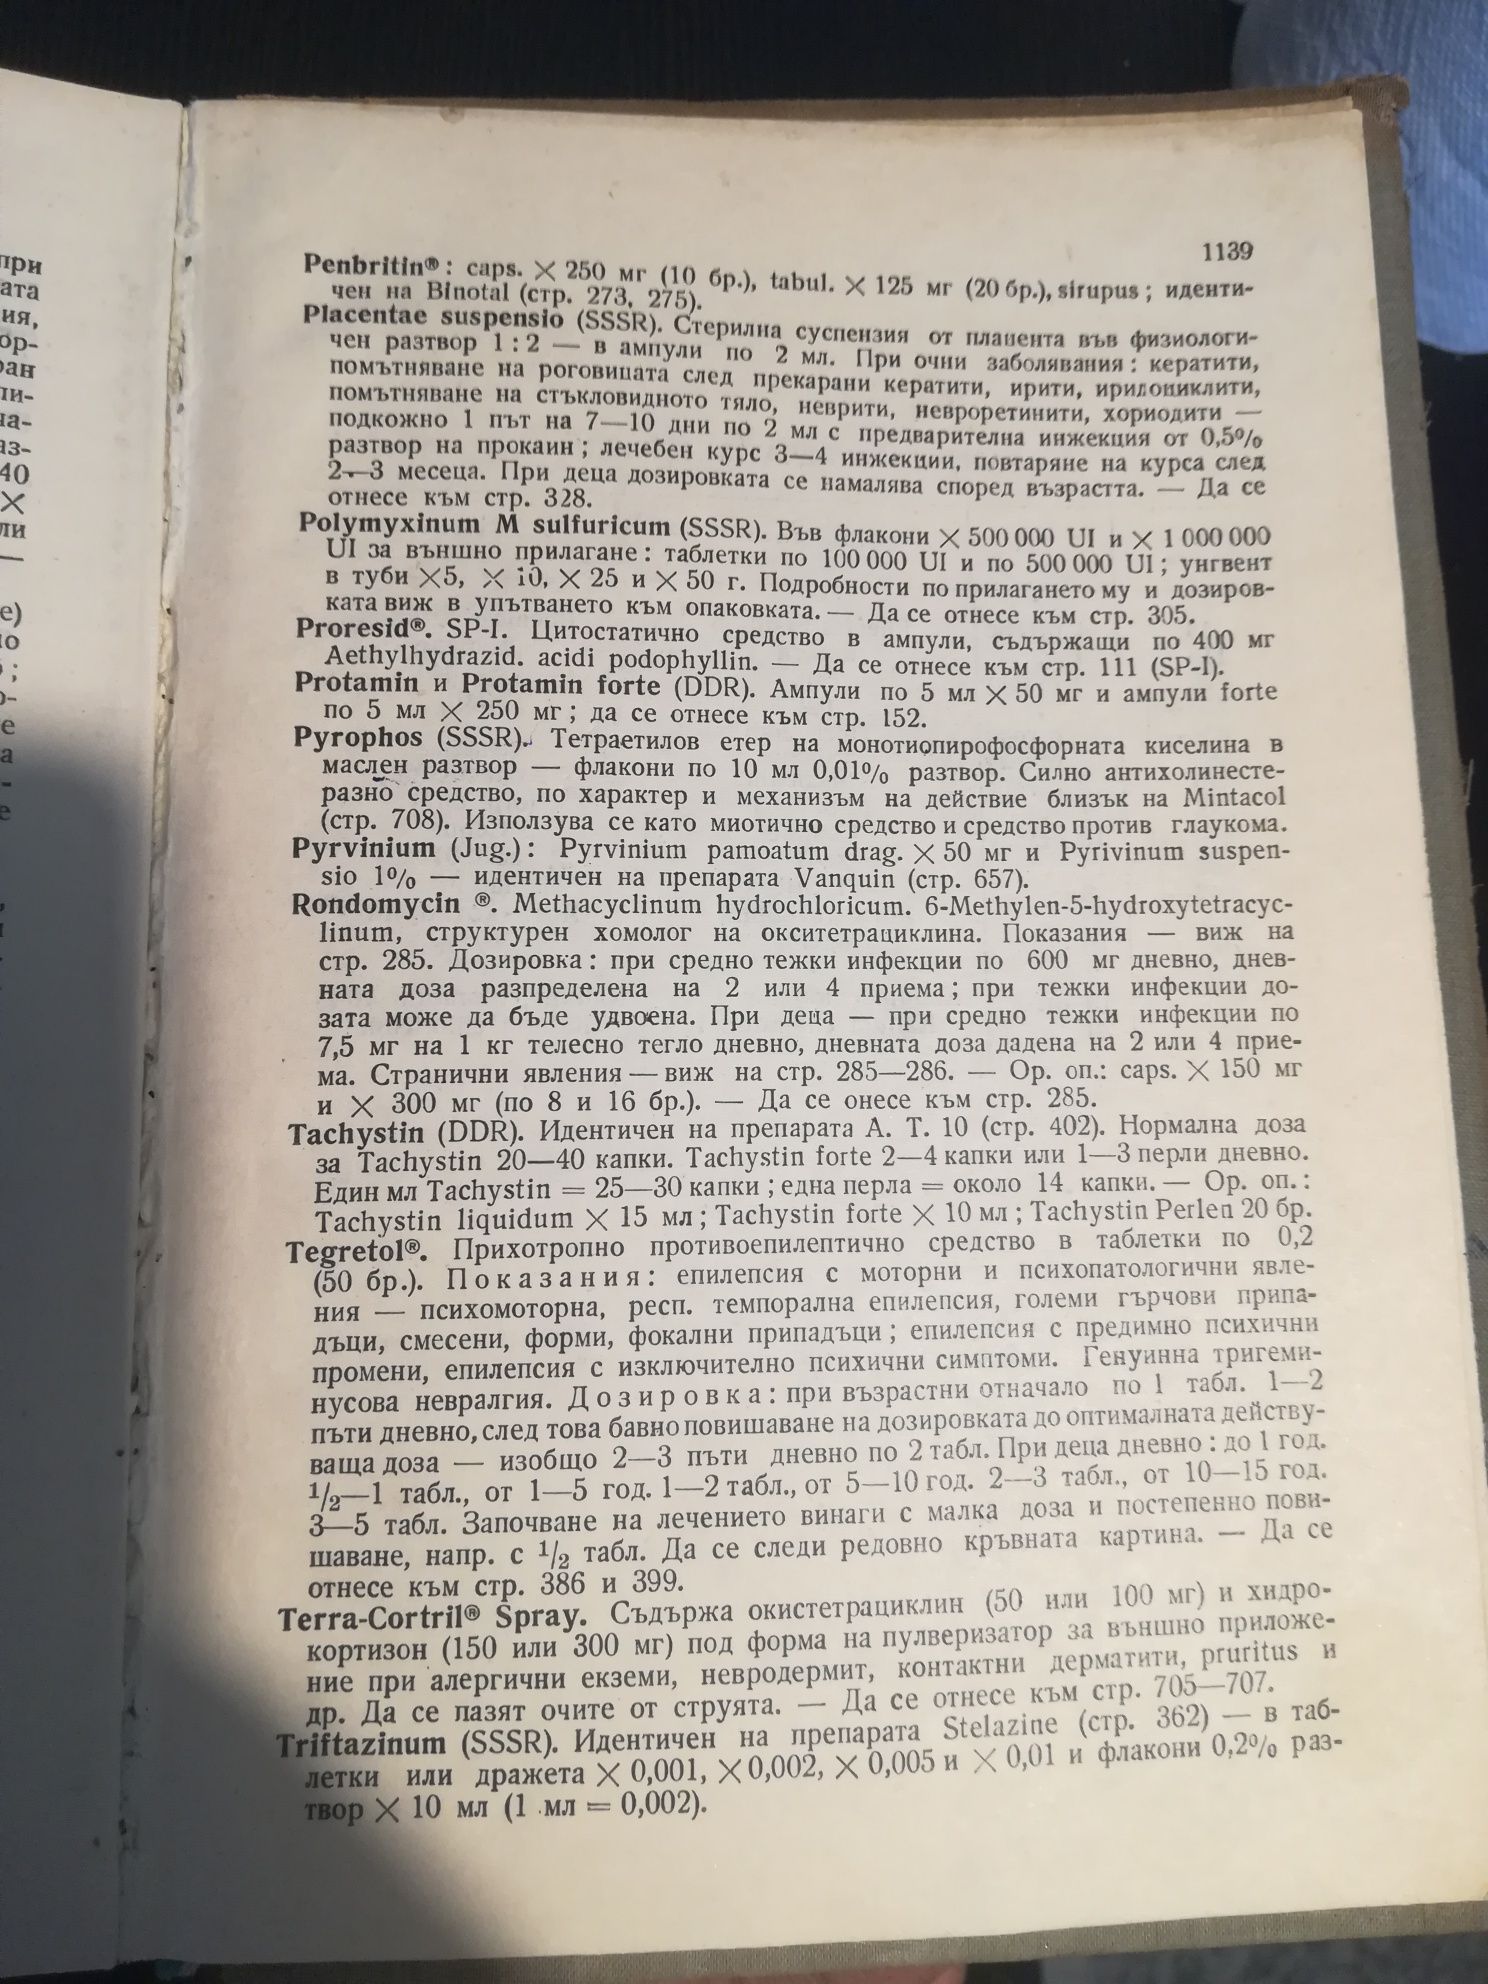 1139
Penbritin®: caps. × 250 мг (10 бр.), tabul. × 125 мг (20 бр.), sirupus; иденти-
чен на Binotal (стр. 273, 275).
Placentae suspensio (SSSR). Стерилна суспензия от плацента във физиологи-
чен разтвор 1 : 2 — в ампули по 2 мл. При очни заболявания: кератити,
помътняване на роговицата след прекарани кератити, ирити, иридоциклити,
помътняване на стъкловидното тяло, неврити, невроретинити, хориодити —
подкожно 1 път на 7—10 дни по 2 мл с предварителна инжекция от 0,5%
разтвор на прокаин; лечебен курс 3—4 инжекции, повтаряне на курса след
2—3 месеца. При деца дозировката се намалява според възрастта. — Да се
отнесе към стр. 328.
Polymyxinum M sulfuricum (SSSR). Във флакони × 500 000 UI и × 1 000 000
UI за външно прилагане: таблетки по 100 000 UI и по 500 000 UI; унгвент
в туби ×5, × 10, × 25 и × 50 г. Подробности по прилагането му и дозиров-
ката виж в упътването към опаковката. — Да се отнесе към стр. 305.
Proresid®. SP-I. Цитостатично средство в ампули, съдържащи по 400 мг
Aethylhydrazid. acidi podophyllin. — Да се отнесе към стр. 111 (SP-I).
Protamin и Protamin forte (DDR). Ампули по 5 мл × 50 мг и ампули forte
по 5 мл × 250 мг; да се отнесе към стр. 152.
Pyrophos (SSSR). Тетраетилов етер на монотиопирофосфорната киселина в
маслен разтвор — флакони по 10 мл 0,01% разтвор. Силно антихолинесте-
разно средство, по характер и механизъм на действие близък на Mintacol
(стр. 708). Използува се като миотично средство и средство против глаукома.
Pyrvinium (Jug.): Pyrvinium pamoatum drag. × 50 мг и Pyrivinum suspen-
sio 1% — идентичен на препарата Vanquin (стр. 657).
Rondomycin ®. Methacyclinum hydrochloricum. 6-Methylen-5-hydroxytetracyc-
linum, структурен хомолог на окситетрациклина. Показания — виж на
стр. 285. Дозировка: при средно тежки инфекции по 600 мг дневно, днев-
ната доза разпределена на 2 или 4 приема; при тежки инфекции до-
зата може да бъде удвоена. При деца — при средно тежки инфекции по
7,5 мг на 1 кг телесно тегло дневно, дневната доза дадена на 2 или 4 прие-
ма. Странични явления — виж на стр. 285—286. — Ор. оп.: caps. × 150 мг
и × 300 мг (по 8 и 16 бр.). — Да се онесе към стр. 285.
Tachystin (DDR). Идентичен на препарата А. Т. 10 (стр. 402). Нормална доза
за Tachystin 20—40 капки. Tachystin forte 2—4 капки или 1—3 перли дневно.
Един мл Tachystin = 25—30 капки; една перла = около 14 капки. — Ор. оп.:
Tachystin liquidum × 15 мл; Tachystin forte × 10 мл; Tachystin Perlen 20 бр.
Tegretol®. Прихотропно противоепилептично средство в таблетки по 0,2
(50 бр.). Показания: епилепсия с моторни и психопатологични явле-
ния — психомоторна, респ. темпорална епилепсия, големи гърчови припа-
дъци, смесени, форми, фокални припадъци; епилепсия с предимно психични
промени, епилепсия с изключително психични симптоми. Генуинна тригеми-
нусова невралгия. Дозировка: при възрастни отначало по 1 табл. 1—2
пъти дневно, след това бавно повишаване на дозировката до оптималната действу-
ваща доза — изобщо 2—3 пъти дневно по 2 табл. При деца дневно: до 1 год.
1/2—1 табл., от 1—5 год. 1—2 табл., от 5—10 год. 2—3 табл., от 10—15 год.
3—5 табл. Започване на лечението винаги с малка доза и постепенно пови-
шаване, напр. с 1/2 табл. Да се следи редовно кръвната картина. — Да се
отнесе към стр. 386 и 399.
Terra-Cortril® Spray. Съдържа окистетрациклин (50 или 100 мг) и хидро-
кортизон (150 или 300 мг) под форма на пулверизатор за външно приложе-
ние при алергични екземи, невродермит, контактни дерматити, pruritus и
др. Да се пазят очите от струята. — Да се отнесе към стр. 705—707.
Triftazinum (SSSR). Идентичен на препарата Stelazine (стр. 362) — в таб-
летки или дражета × 0,001, × 0,002, × 0,005 и × 0,01 и флакони 0,2% раз-
твор × 10 мл (1 мл = 0,002).